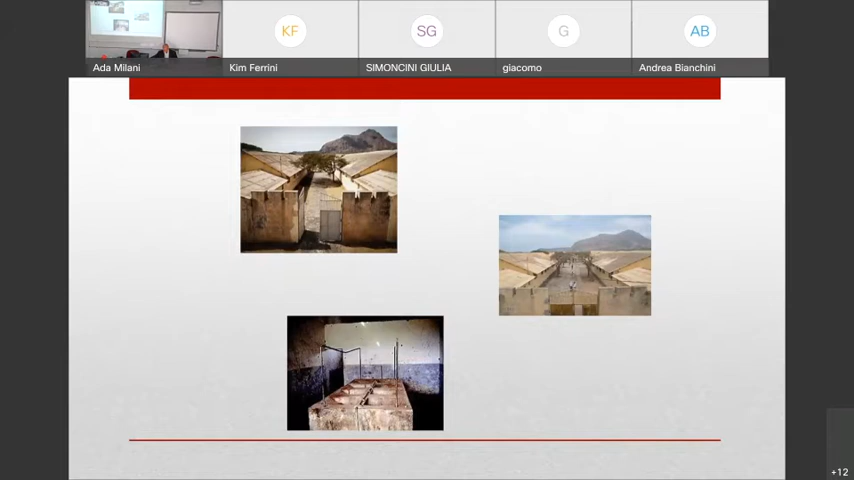 KF
SG
G
AB
Ada Milani
Kim Ferrini
SIMONCINI GIULIA
giacomo
Andrea Bianchini
+12